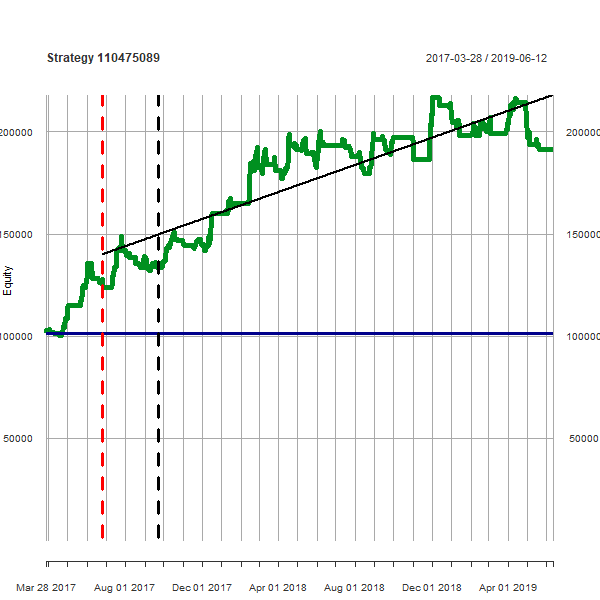 Strategy 110475089
2017-03-28 / 2019-06-12
200000
200000
150000
150000
Equity
100000
100000
50000
50000
Mar 28 2017
Aug 01 2017
Dec 01 2017
Apr 01 2018
Aug 01 2018
Dec 01 2018
Apr 01 2019